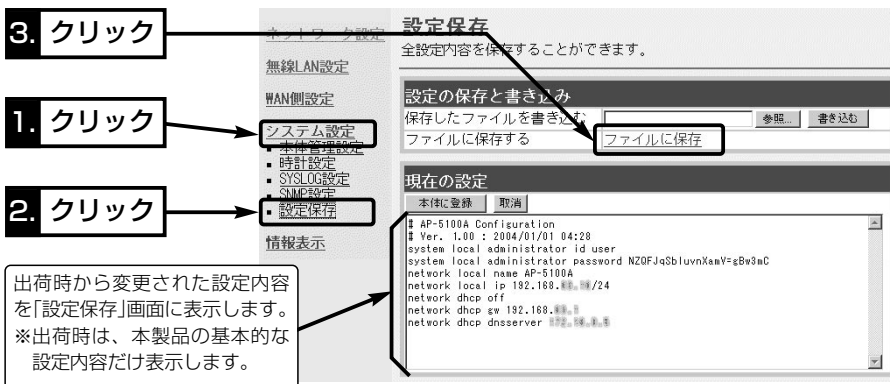 3. クリック
1. クリック
2. クリック
出荷時から変更された設定内容
を「設定保存」画面に表示します。
※出荷時は、本製品の基本的な
設定内容だけ表示します。
ネットワーク設定
無線LAN設定
WAN側設定
システム設定
本体管理設定
時計設定
SYSLOG設定
SNMP設定
設定保存
情報表示
設定保存
全設定内容を保存することができます。
設定の保存と書き込み
保存したファイルを書き込む 参照... 書き込む
ファイルに保存する ファイルに保存
現在の設定
本体に登録 取消
# AP-5100A Configuration
# Ver. 1.00 : 2004/01/01 04:28
system local administrator id user
system local administrator password NZQFJqSbluvnXamV=gBw3mC
network local name AP-5100A
network local ip 192.168. /24
network dhcp off
network dhcp gw 192.168.
network dhcp dnsserver